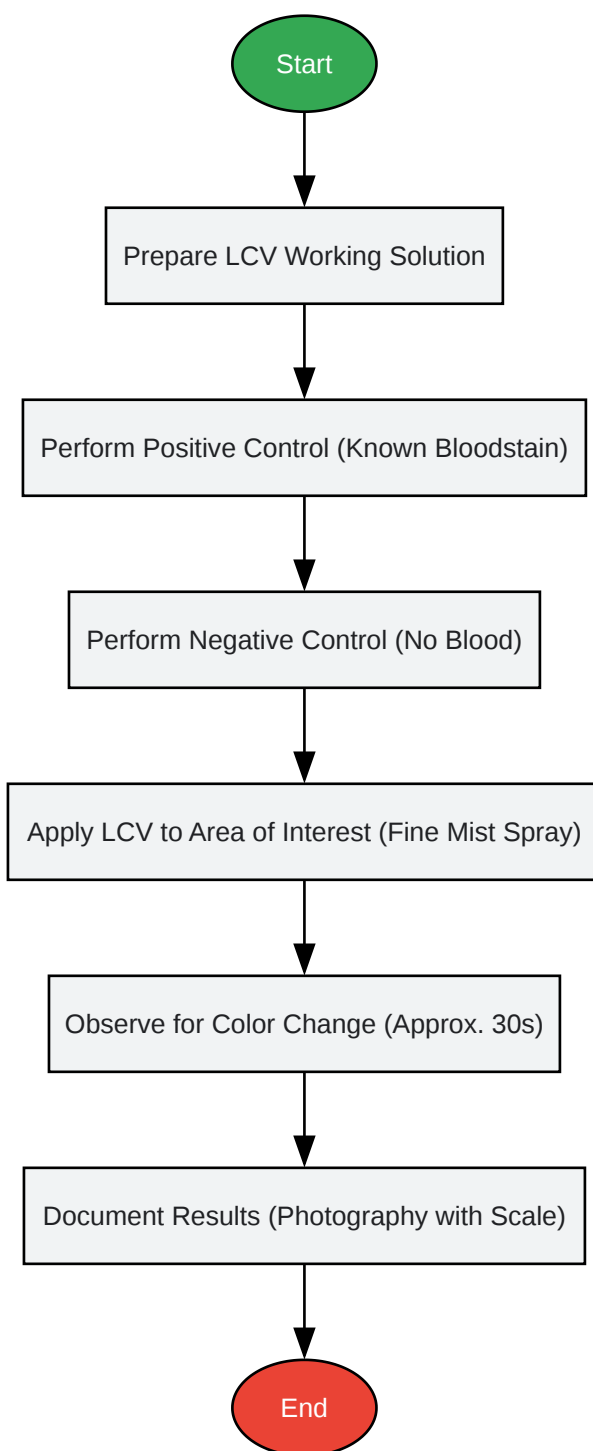 Start
Prepare LCV Working Solution
Perform Positive Control (Known Bloodstain)
Perform Negative Control (No Blood)
Apply LCV to Area of Interest (Fine Mist Spray)
Observe for Color Change (Approx. 30s)
Document Results (Photography with Scale)
End